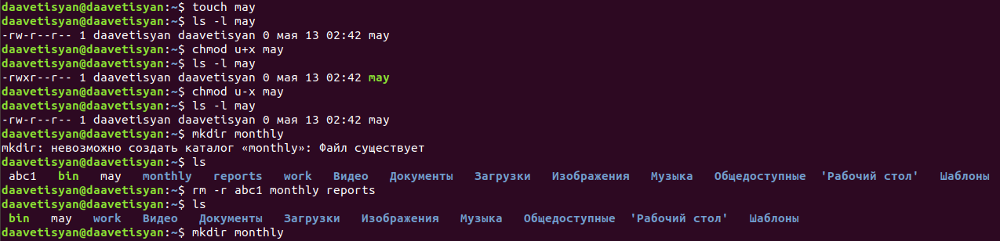 daavetisyan@daavetisyan:~$ touch may
daavetisyan@daavetisyan:~$ ls -l may
-rw-r--r-- 1 daavetisyan daavetisyan 0 мая 13 02:42 may
daavetisyan@daavetisyan:~$ chmod u+x may
daavetisyan@daavetisyan:~$ ls -l may
-rwxr--r-- 1 daavetisyan daavetisyan 0 мая 13 02:42 may
daavetisyan@daavetisyan:~$ chmod u-x may
daavetisyan@daavetisyan:~$ ls -l may
-rw-r--r-- 1 daavetisyan daavetisyan 0 мая 13 02:42 may
daavetisyan@daavetisyan:~$ mkdir monthly
mkdir: невозможно создать каталог «monthly»: Файл существует
daavetisyan@daavetisyan:~$ ls
abc1 bin may monthly reports work Видео Документы Загрузки Изображения Музыка Общедоступные 'Рабочий стол' Шаблоны
daavetisyan@daavetisyan:~$ rm -r abc1 monthly reports
daavetisyan@daavetisyan:~$ ls
bin may work Видео Документы Загрузки Изображения Музыка Общедоступные 'Рабочий стол' Шаблоны
daavetisyan@daavetisyan:~$ mkdir monthly